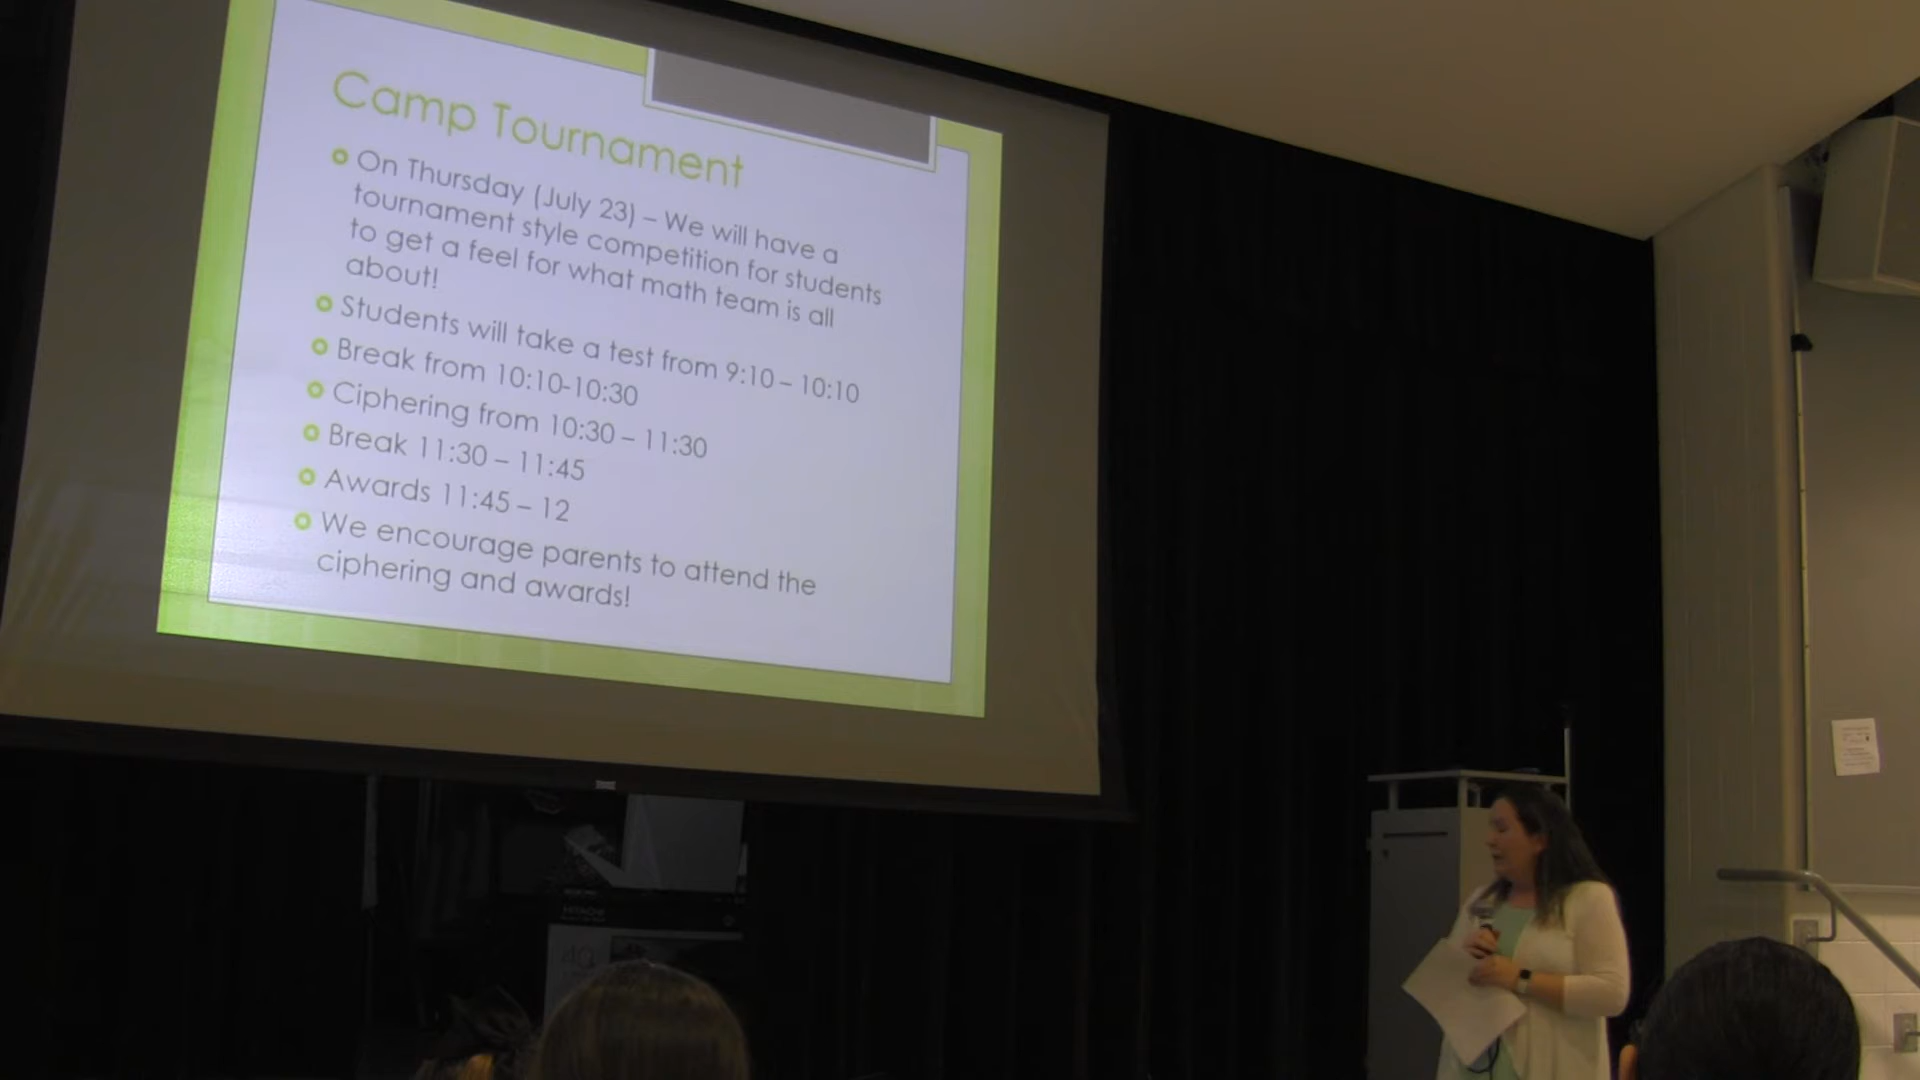 Camp Tournament
On Thursday (July 23) – We will have a
tournament style competition for students
to get a feel for what math team is all
about!
Students will take a test from 9:10 – 10:10
Break from 10:10-10:30
Ciphering from 10:30 – 11:30
Break 11:30 – 11:45
Awards 11:45 – 12
We encourage parents to attend the
ciphering and awards!
HITACHI